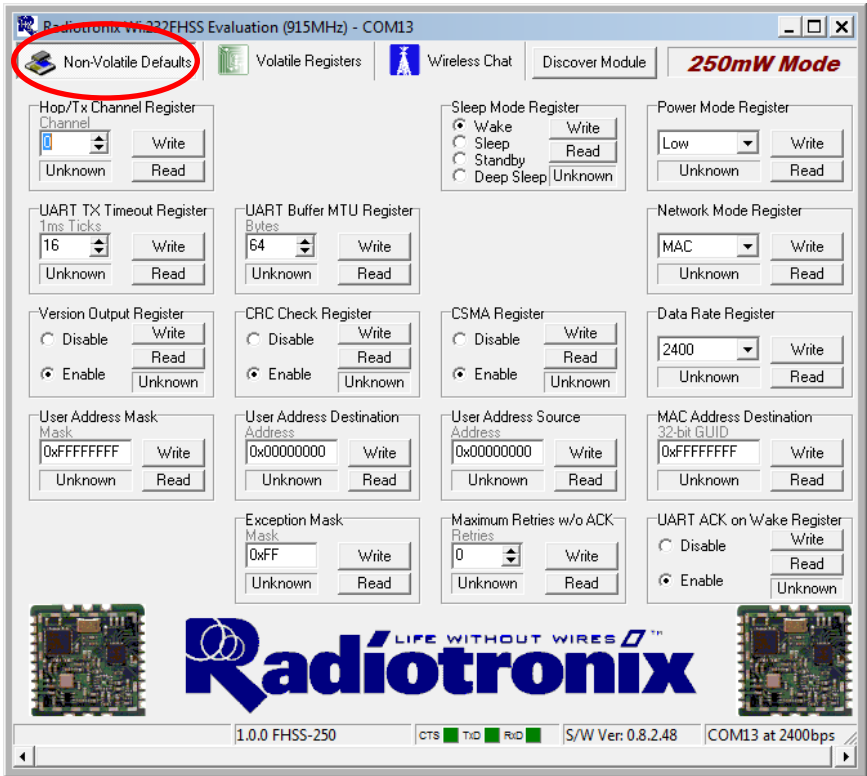 Radiotronix Wi.232FHSS Evaluation (915MHz) - COM13
Non-Volatile Defaults Volatile Registers Wireless Chat Discover Module 250mW Mode
Hop/Tx Channel Register
Channel
0 Write
Unknown Read
Sleep Mode Register
Wake Write
Sleep Read
Standby
Deep Sleep Unknown
Power Mode Register
Low Write
Unknown Read
UART TX Timeout Register
1ms Ticks
16 Write
Unknown Read
UART Buffer MTU Register
Bytes
64 Write
Unknown Read
Network Mode Register
MAC Write
Unknown Read
Version Output Register
Disable Write
Read
Enable Unknown
CRC Check Register
Disable Write
Read
Enable Unknown
CSMA Register
Disable Write
Read
Enable Unknown
Data Rate Register
2400 Write
Unknown Read
User Address Mask
Mask
0xFFFFFFFF Write
Unknown Read
User Address Destination
Address
0x00000000 Write
Unknown Read
User Address Source
Address
0x00000000 Write
Unknown Read
MAC Address Destination
32-bit GUID
0xFFFFFFFF Write
Unknown Read
Exception Mask
Mask
0xFF Write
Unknown Read
Maximum Retries w/o ACK
Retries
0 Write
Unknown Read
UART ACK on Wake Register
Disable Write
Read
Enable Unknown
LIFE WITHOUT WIRES ™
Radiotronix
1.0.0 FHSS-250 CTS TXD RXD S/W Ver: 0.8.2.48 COM13 at 2400bps